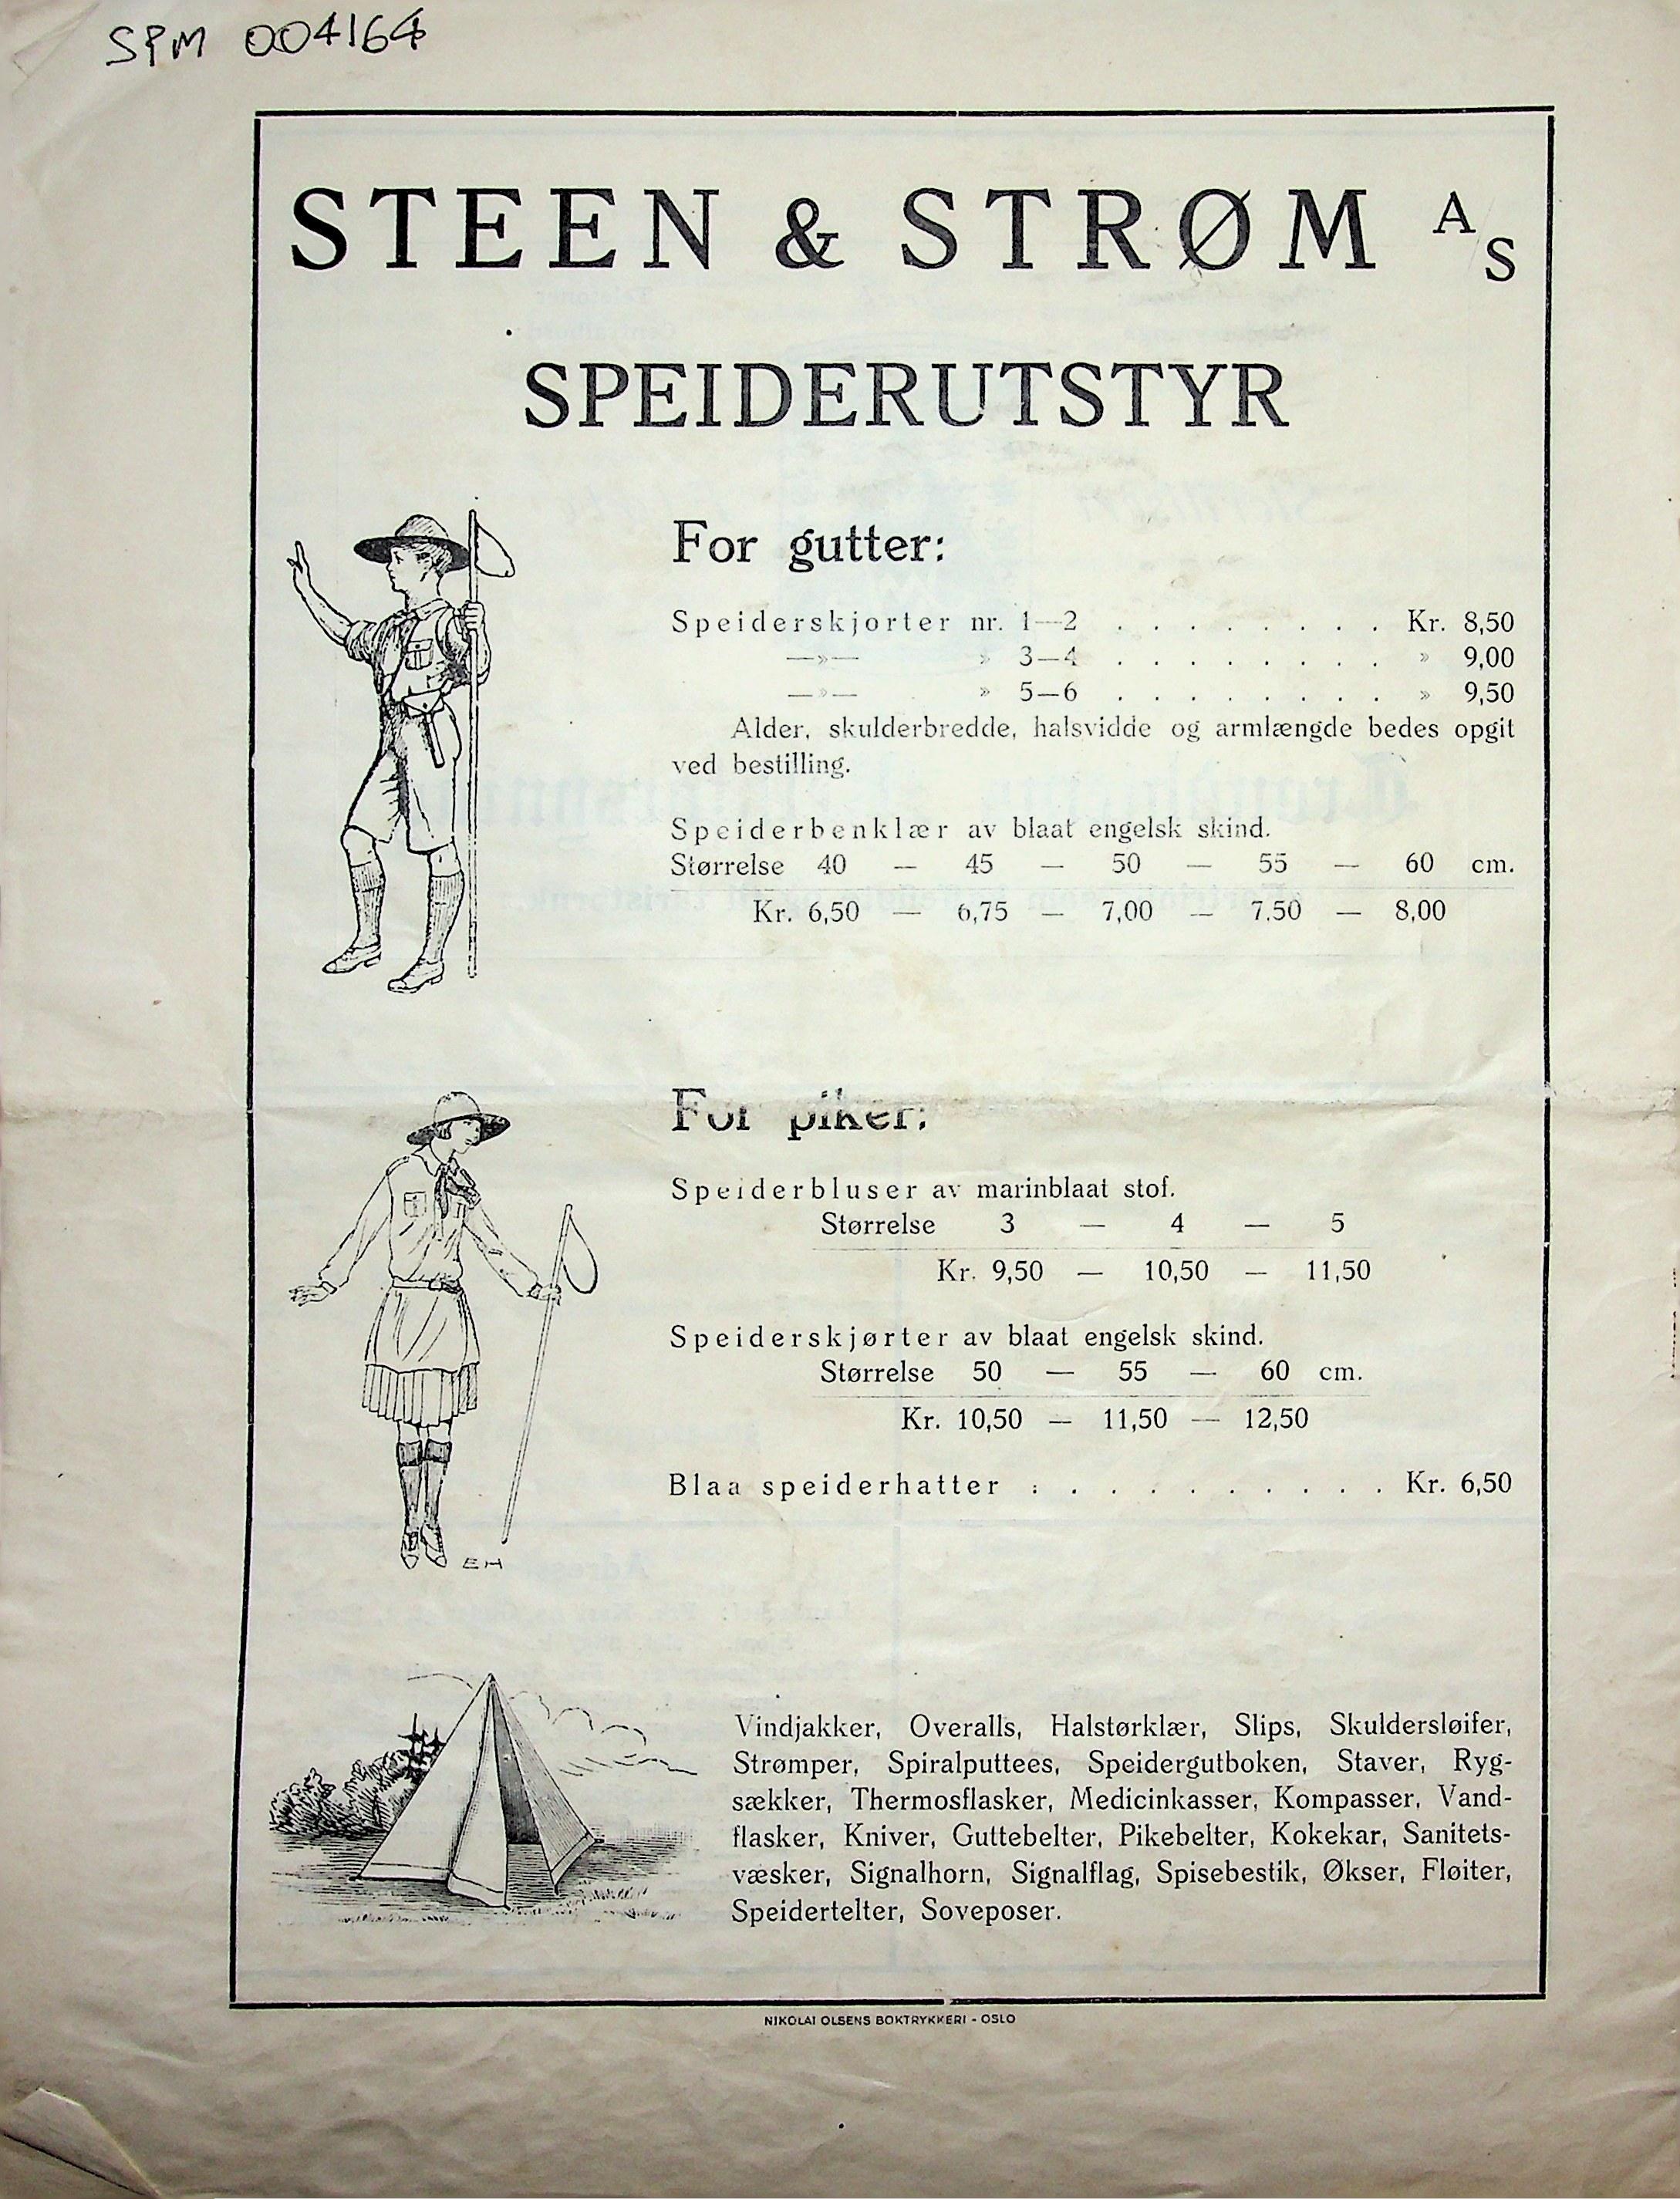 SPM 004164
STEEN & STRØM A/S
SPEIDERUTSTYR
For gutter:
Speiderskjorter nr. 1—2 . . . . . . . . Kr. 8,50
—»— » 3—4 . . . . . . . . » 9,00
—»— » 5—6 . . . . . . . . » 9,50
Alder, skulderbredde, halsvidde og armlængde bedes opgit
ved bestilling.
Speiderbenklær av blaat engelsk skind.
Størrelse 40 — 45 — 50 — 55 — 60 cm.
Kr. 6,50 — 6,75 — 7,00 — 7.50 — 8,00
For piker:
Speiderbluser av marinblaat stof.
Størrelse 3 — 4 — 5
Kr. 9,50 — 10,50 — 11,50
Speiderskjørter av blaat engelsk skind.
Størrelse 50 — 55 — 60 cm.
Kr. 10,50 — 11,50 — 12,50
Blaa speiderhatter : . . . . . . . . . Kr. 6,50
EH
Vindjakker, Overalls, Halstørklær, Slips, Skuldersløifer,
Strømper, Spiralputtees, Speidergutboken, Staver, Ryg-
sækker, Thermosflasker, Medicinkasser, Kompasser, Vand-
flasker, Kniver, Guttebelter, Pikebelter, Kokekar, Sanitets-
væsker, Signalhorn, Signalflag, Spisebestik, Økser, Fløiter,
Speidertelter, Soveposer.
NIKOLAI OLSENS BOKTRYKKERI - OSLO